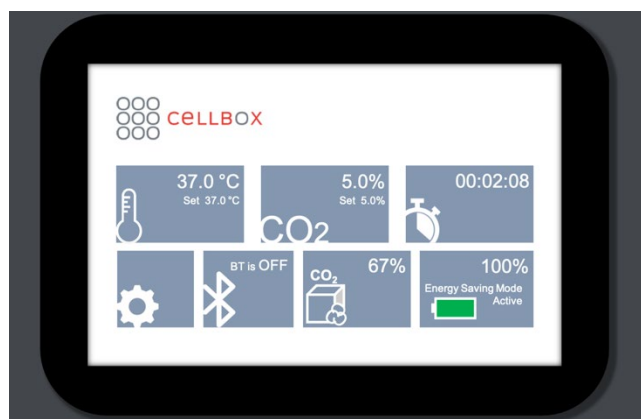 CELLBOX
37.0 °C
Set 37.0 °C
5.0%
Set 5.0%
CO2
00:02:08
BT is OFF
CO₂
67%
100%
Energy Saving Mode
Active